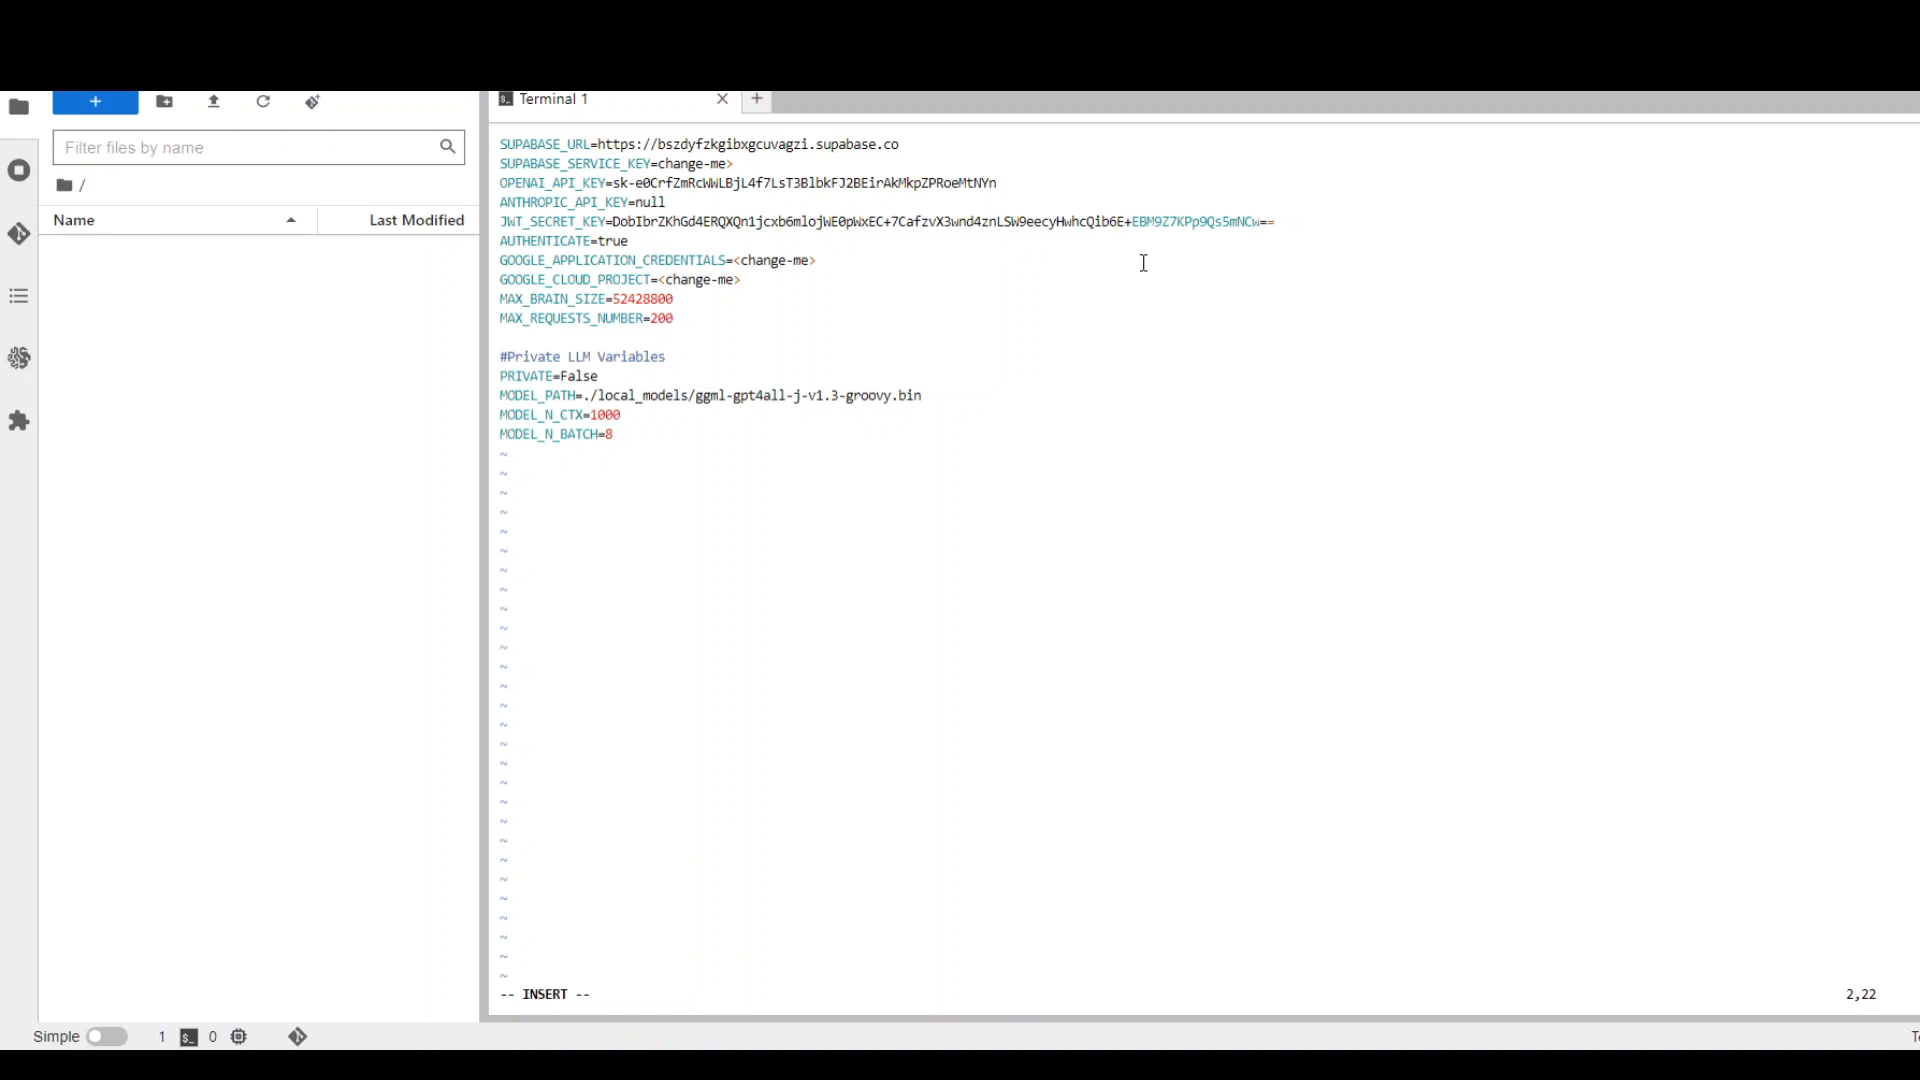 Terminal 1
Filter files by name
/
Name Last Modified
SUPABASE_URL=https://bszdyfzkgibxgcuvagzi.supabase.co
SUPABASE_SERVICE_KEY=change-me>
OPENAI_API_KEY=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
ANTHROPIC_API_KEY=null
JWT_SECRET_KEY=DobIbrZKhGd4ERQXQn1jcxb6mlojWE0pWxEC+7CafzvX3wnd4znLSW9eecyHwhcQib6E+EBM9Z7KPp9Qs5mNCw==
AUTHENTICATE=true
GOOGLE_APPLICATION_CREDENTIALS=<change-me>
GOOGLE_CLOUD_PROJECT=<change-me>
MAX_BRAIN_SIZE=52428800
MAX_REQUESTS_NUMBER=200
#Private LLM Variables
PRIVATE=False
MODEL_PATH=./local_models/ggml-gpt4all-j-v1.3-groovy.bin
MODEL_N_CTX=1000
MODEL_N_BATCH=8
-- INSERT -- 2,22
Simple 1 0